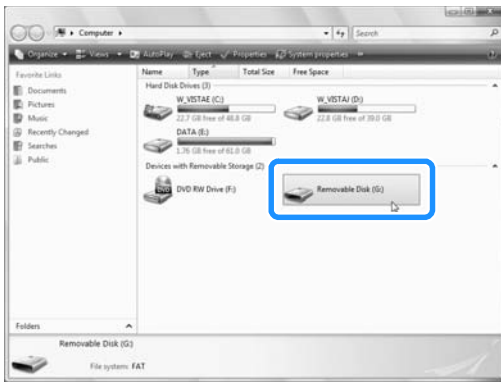 Computer
Search
Organize Views AutoPlay Eject Properties System properties »
Favorite Links
Documents
Pictures
Music
Recently Changed
Searches
Public
Folders
Name Type Total Size Free Space
Hard Disk Drives (3)
W_VISTAE (C:)
22.7 GB free of 48.8 GB
W_VISTAJ (D:)
22.8 GB free of 39.0 GB
DATA (E:)
1.76 GB free of 61.0 GB
Devices with Removable Storage (2)
DVD RW Drive (F:)
Removable Disk (G:)
Removable Disk (G:)
File system: FAT